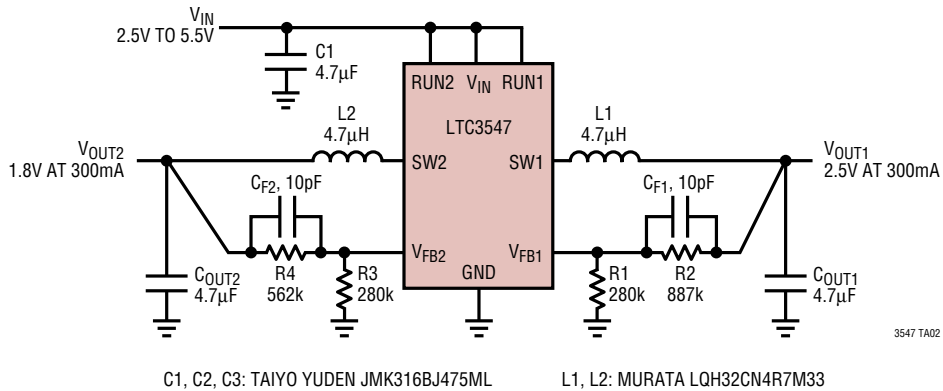 V_IN
2.5V TO 5.5V
C1
4.7µF
RUN2 V_IN RUN1
LTC3547
L2
4.7µH
L1
4.7µH
V_OUT2
1.8V AT 300mA
SW2
SW1
V_OUT1
2.5V AT 300mA
C_F2, 10pF
C_F1, 10pF
V_FB2
V_FB1
GND
C_OUT2
4.7µF
R4
562k
R3
280k
R1
280k
R2
887k
C_OUT1
4.7µF
3547 TA02
C1, C2, C3: TAIYO YUDEN JMK316BJ475ML
L1, L2: MURATA LQH32CN4R7M33